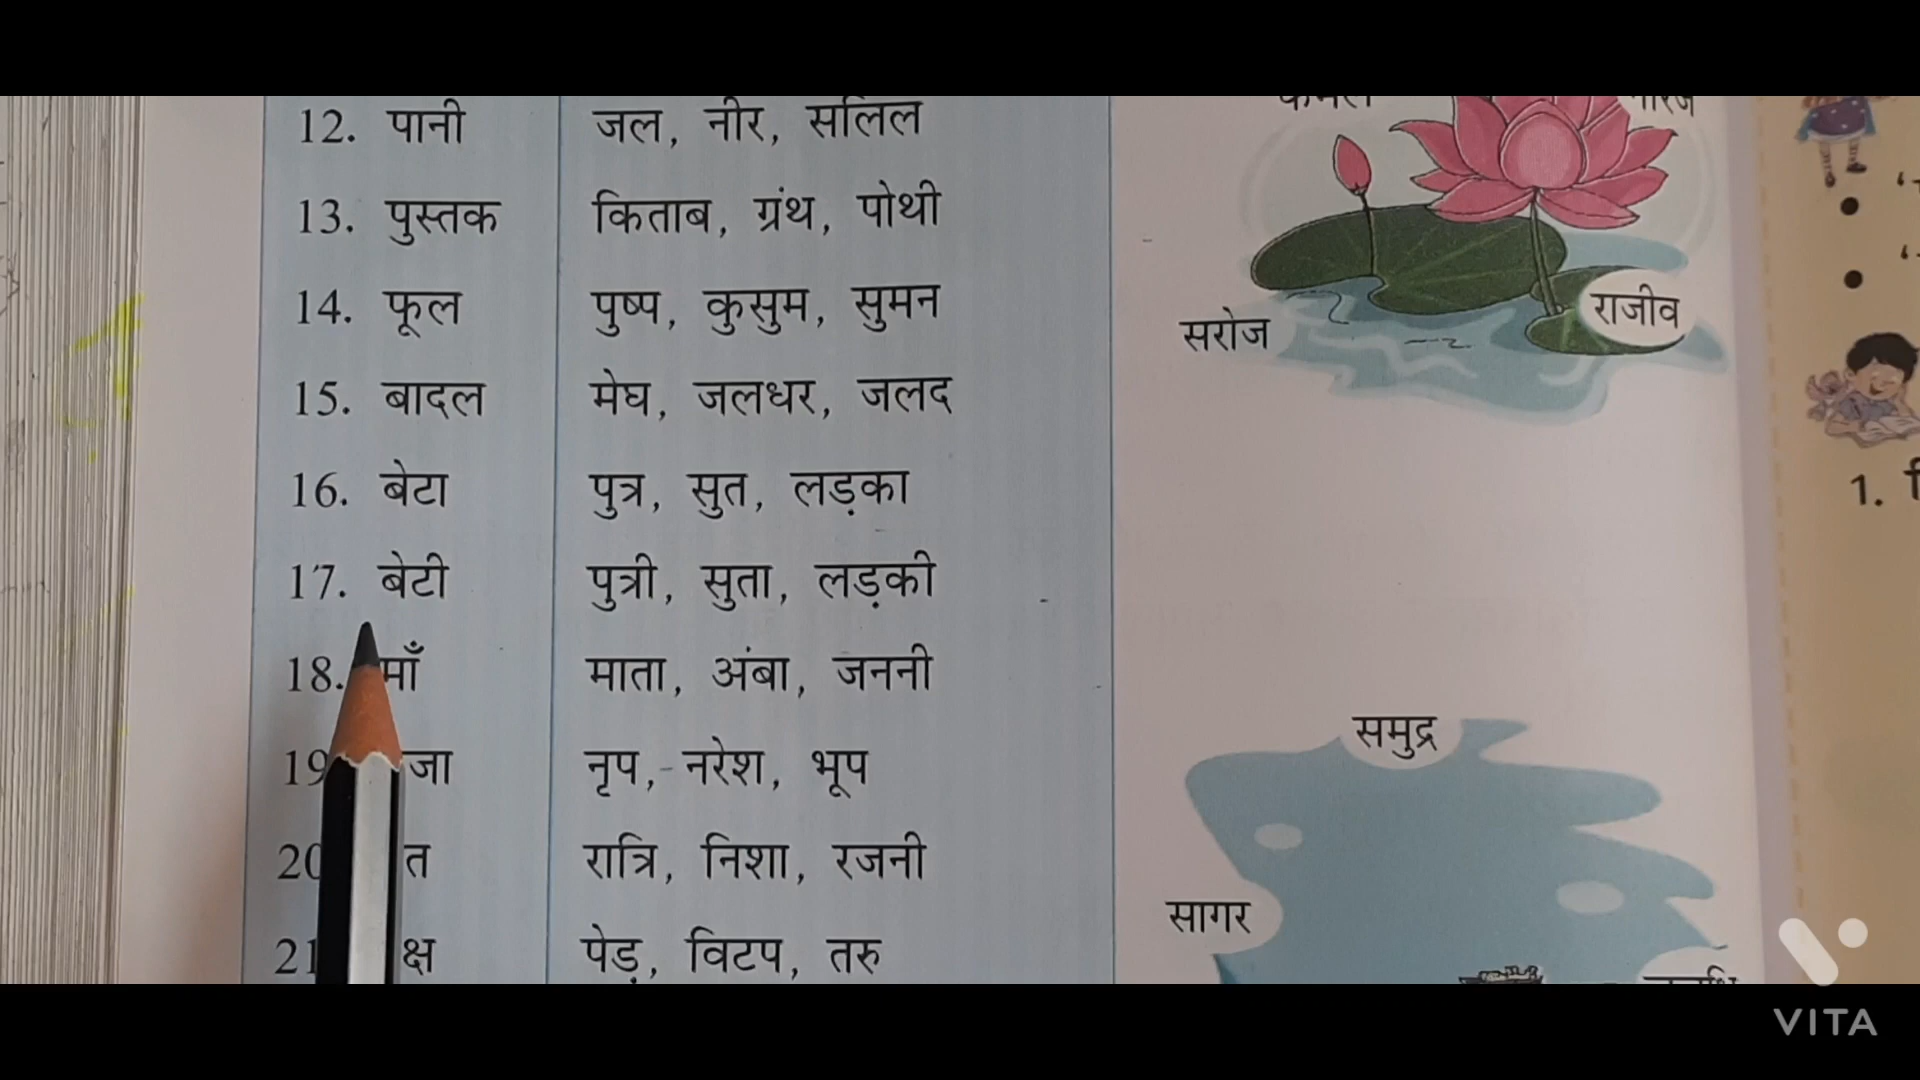 12. पानी जल, नीर, सलिल
13. पुस्तक किताब, ग्रंथ, पोथी
14. फूल पुष्प, कुसुम, सुमन
15. बादल मेघ, जलधर, जलद
16. बेटा पुत्र, सुत, लड़का
17. बेटी पुत्री, सुता, लड़की
18. माँ माता, अंबा, जननी
19 जा नृप, नरेश, भूप
20 त रात्रि, निशा, रजनी
21 क्ष पेड़, विटप, तरु
सरोज
राजीव
समुद्र
सागर
1.
VITA